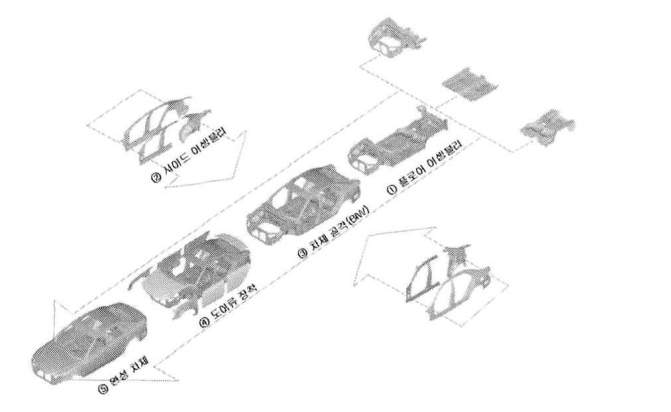 ① 플로어 어셈블리
② 사이드 어셈블리
③ 차체 골격(BIW)
④ 도어류 장착
⑤ 완성 차체